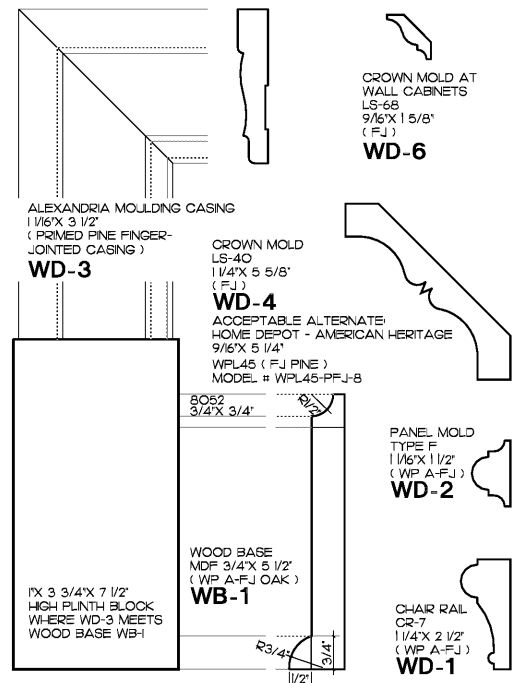 CROWN MOLD AT
WALL CABINETS
LS-68
9/16"X 1 5/8"
( FJ )
WD-6
ALEXANDRIA MOULDING CASING
1 1/16"X 3 1/2"
( PRIMED PINE FINGER-
JOINTED CASING )
WD-3
CROWN MOLD
LS-40
1 1/4"X 5 5/8"
( FJ )
WD-4
ACCEPTABLE ALTERNATE:
HOME DEPOT - AMERICAN HERITAGE
9/16"X 5 1/4"
WPL45 ( FJ PINE )
MODEL # WPL45-PFJ-8
8052
3/4"X 3/4"
R1/2"
PANEL MOLD
TYPE F
1 1/16"X 1 1/2"
( WP A-FJ )
WD-2
WOOD BASE
MDF 3/4"X 5 1/2"
( WP A-FJ OAK )
WB-1
1"X 3 3/4"X 7 1/2"
HIGH PLINTH BLOCK
WHERE WD-3 MEETS
WOOD BASE WB-1
R3/4"
3/4"
1/2"
CHAIR RAIL
CR-7
1 1/4"X 2 1/2"
( WP A-FJ )
WD-1